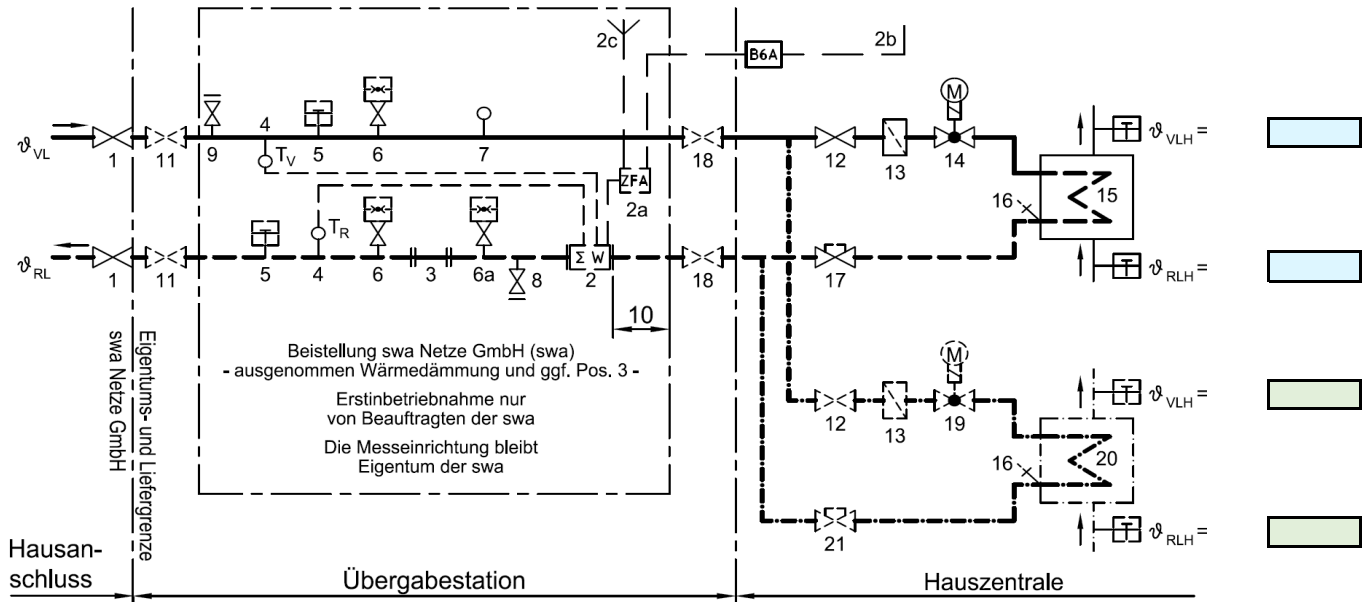 2c
B6A
2b
M
ϑVL
4
5
6
7
TV
ϑVLH =
1
11
9
18
12
13
14
ZFA
2a
16
15
TR
Σ W
ϑRL
1
11
5
4
6
3
6a
8
2
18
17
ϑRLH =
10
Eigentums- und Liefergrenze
swa Netze GmbH
Beistellung swa Netze GmbH (swa)
- ausgenommen Wärmedämmung und ggf. Pos. 3 -
Erstinbetriebnahme nur
von Beauftragten der swa
Die Messeinrichtung bleibt
Eigentum der swa
M
ϑVLH =
12
13
19
16
20
21
ϑRLH =
Hausan-
schluss
Übergabestation
Hauszentrale